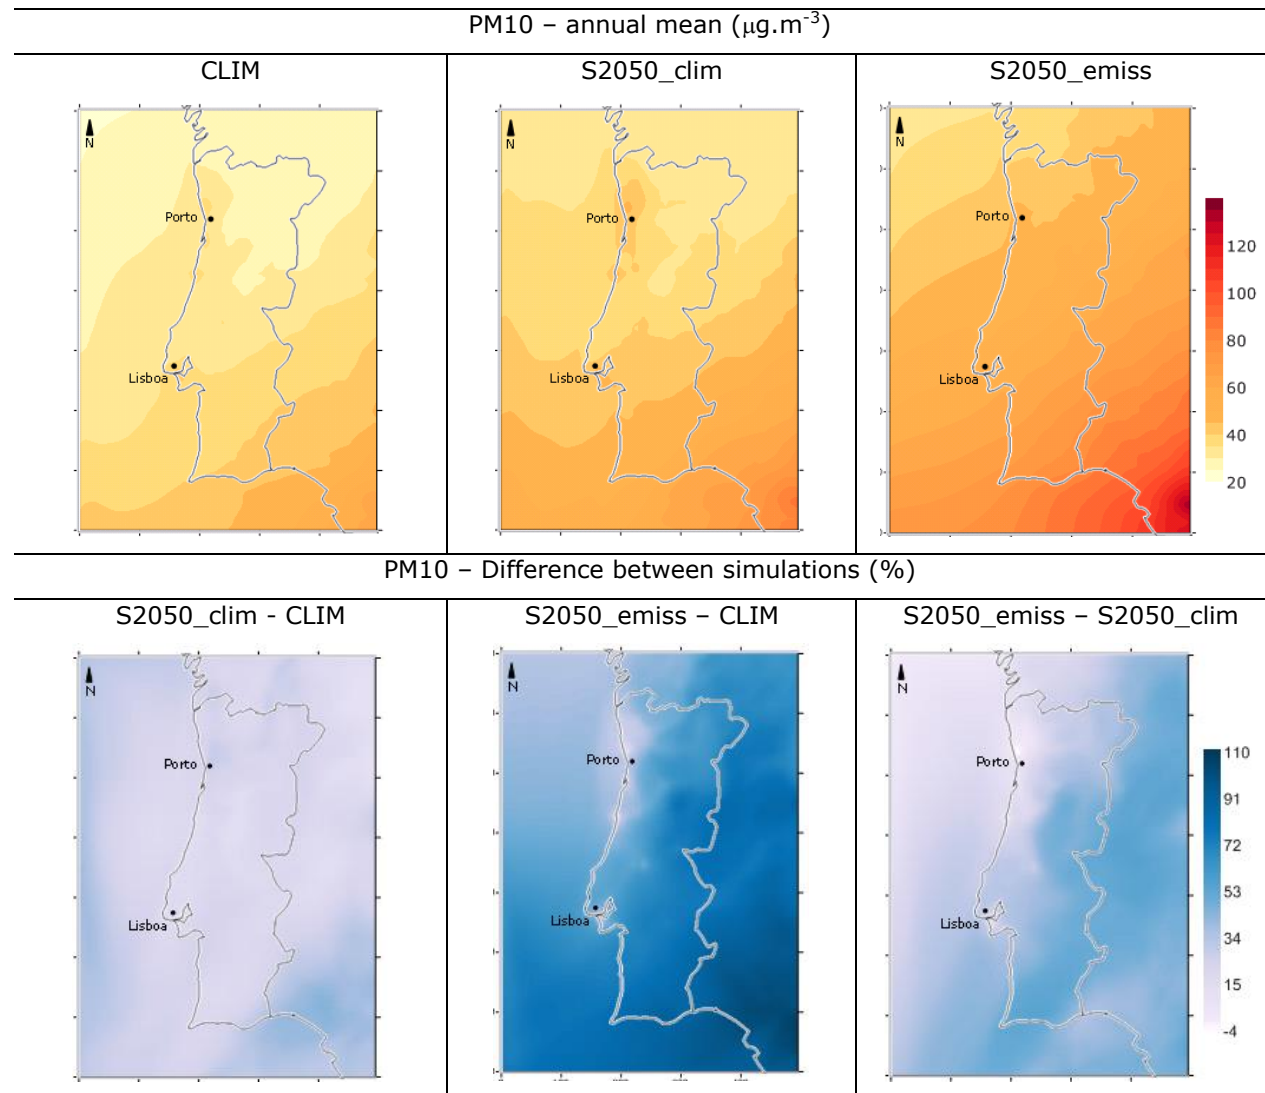 PM10 – annual mean (µg.m-3)
CLIM
S2050_clim
S2050_emiss
N
Porto
Lisboa
N
Porto
Lisboa
N
Porto
Lisboa
120
100
80
60
40
20
PM10 – Difference between simulations (%)
S2050_clim - CLIM
S2050_emiss – CLIM
S2050_emiss – S2050_clim
N
Porto
Lisboa
N
Porto
Lisboa
N
Porto
Lisboa
110
91
72
53
34
15
-4